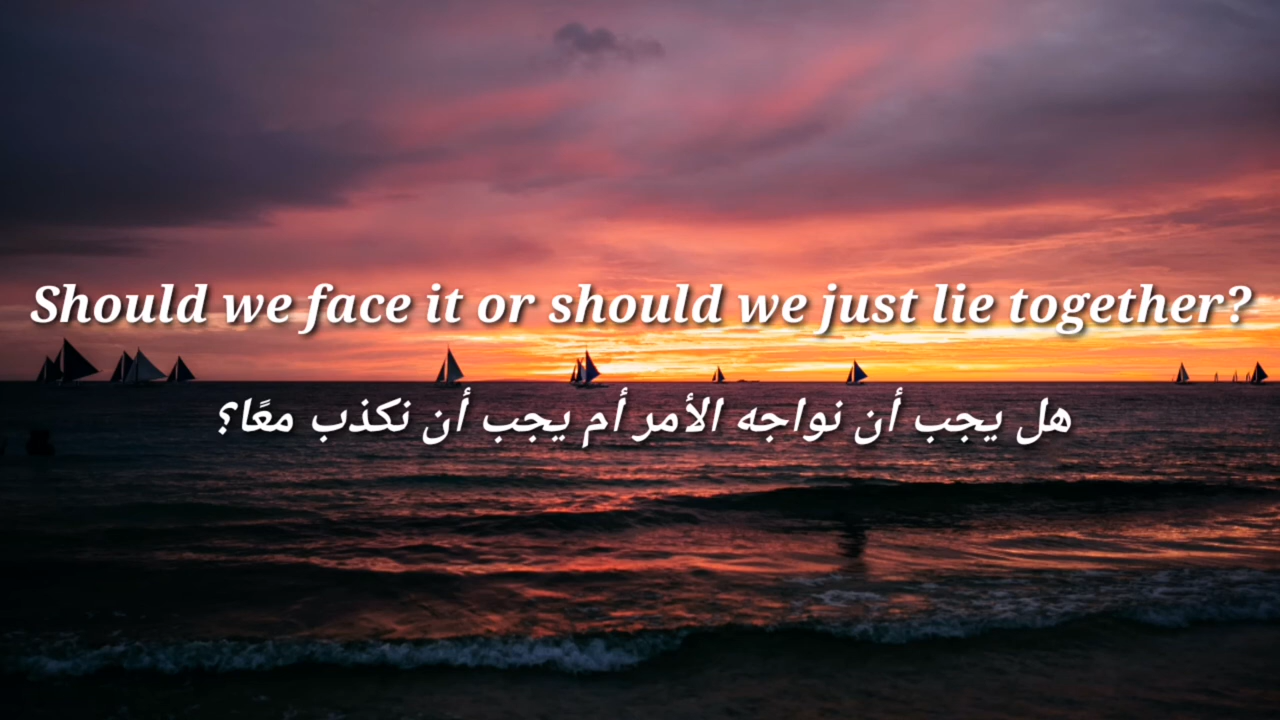 Should we face it or should we just lie together?
هل يجب أن نواجه الأمر أم يجب أن نكذب معًا؟